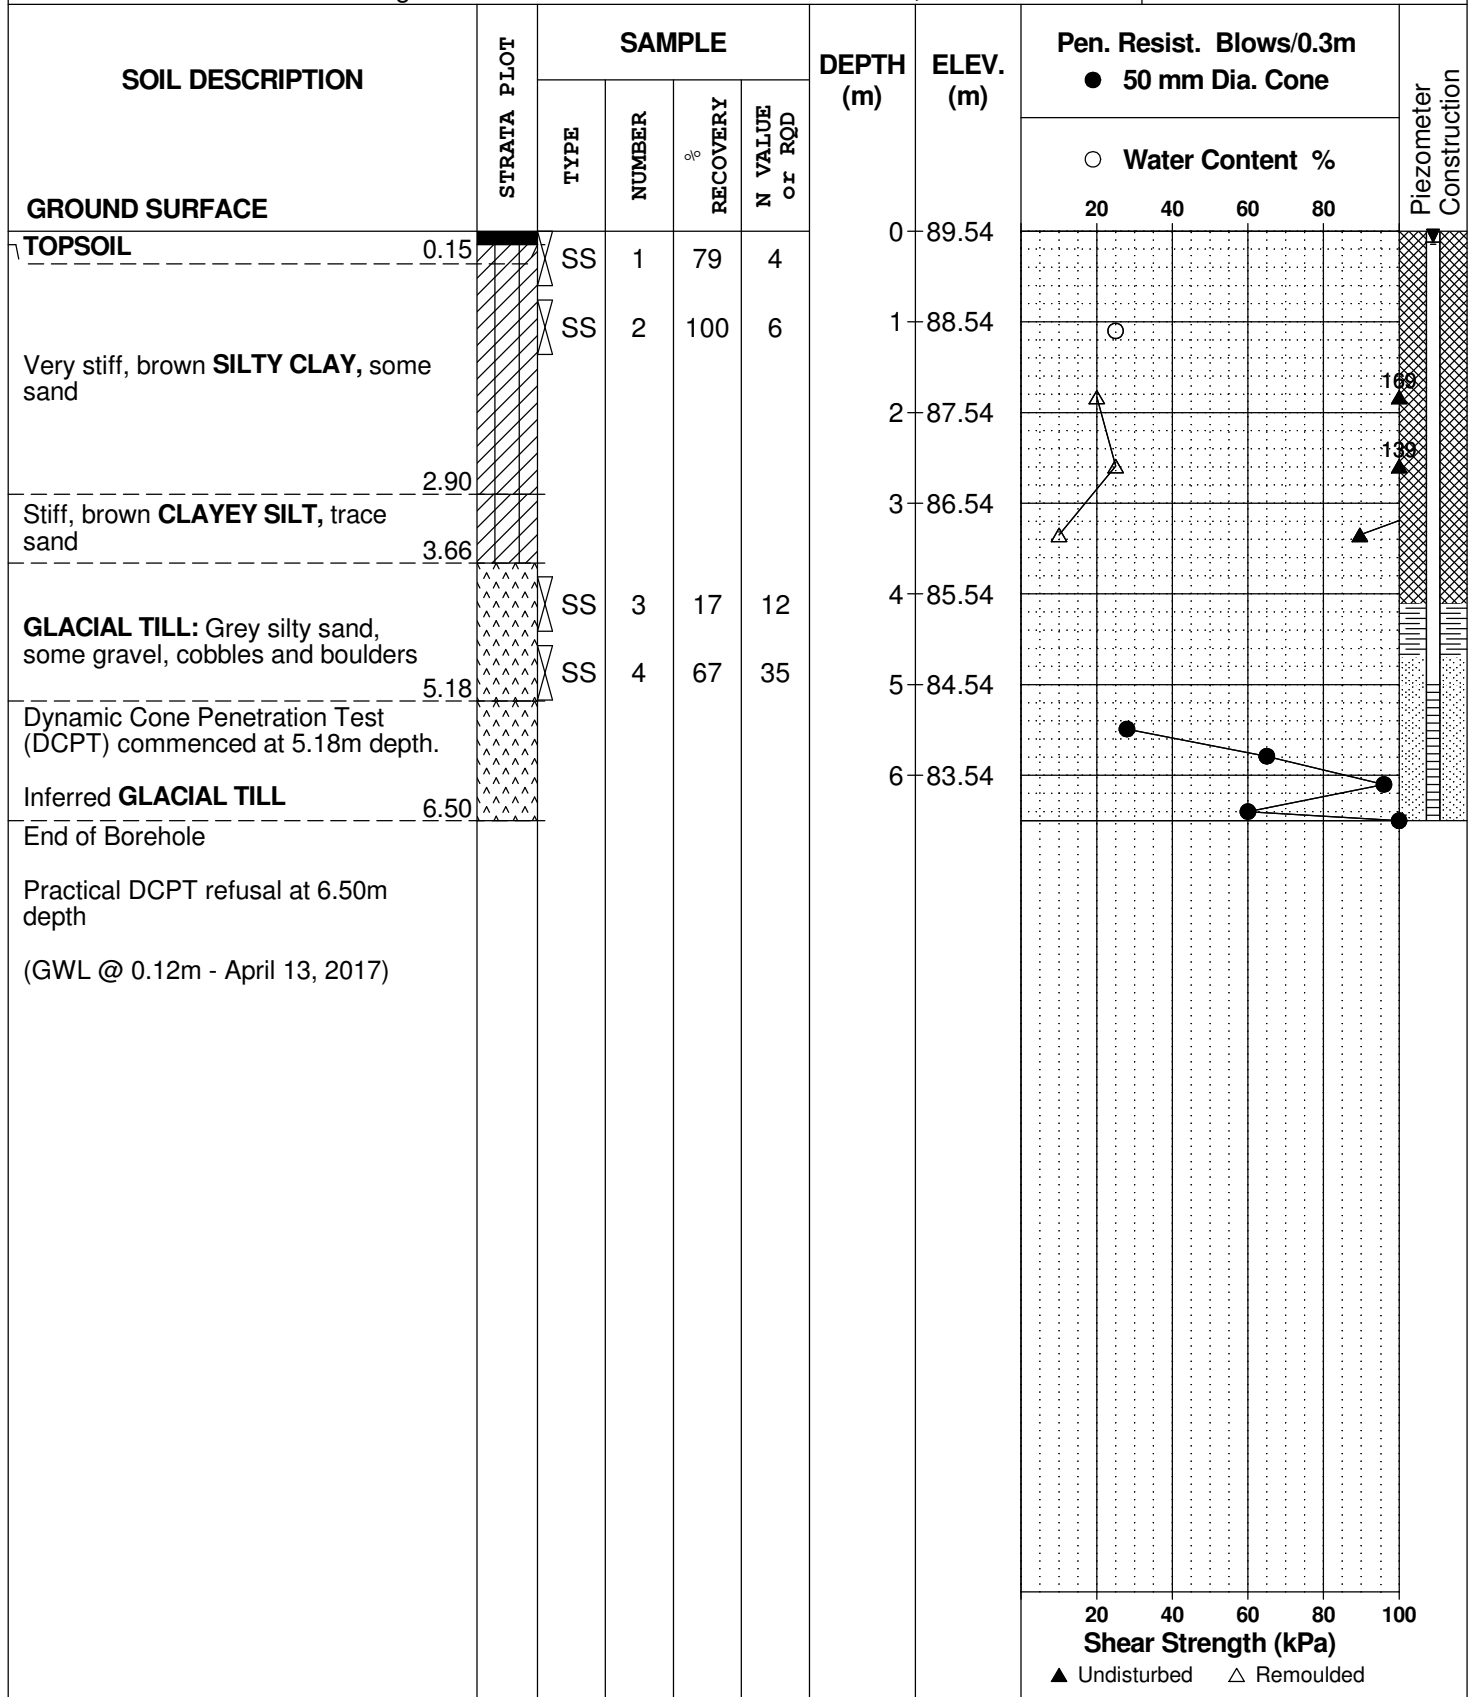 SOIL DESCRIPTION
GROUND SURFACE
STRATA PLOT
SAMPLE
TYPE
NUMBER
% RECOVERY
N VALUE or RQD
DEPTH (m)
ELEV. (m)
Pen. Resist. Blows/0.3m
● 50 mm Dia. Cone
○ Water Content %
20 40 60 80
Piezometer Construction
TOPSOIL 0.15
SS 1 79 4
0 89.54
SS 2 100 6
1 88.54
Very stiff, brown SILTY CLAY, some
sand
169
2 87.54
139
2.90
3 86.54
Stiff, brown CLAYEY SILT, trace
sand
3.66
4 85.54
SS 3 17 12
GLACIAL TILL: Grey silty sand,
some gravel, cobbles and boulders
SS 4 67 35
5.18
5 84.54
Dynamic Cone Penetration Test
(DCPT) commenced at 5.18m depth.
6 83.54
Inferred GLACIAL TILL
6.50
End of Borehole
Practical DCPT refusal at 6.50m
depth
(GWL @ 0.12m - April 13, 2017)
20 40 60 80 100
Shear Strength (kPa)
▲ Undisturbed △ Remoulded